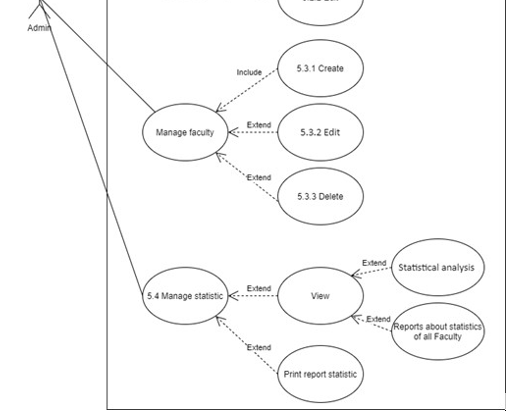 Admin
Include
5.3.1 Create
Manage faculty
Extend
5.3.2 Edit
Extend
5.3.3 Delete
5.4 Manage statistic
Extend
View
Extend
Statistical analysis
Extend
Reports about statistics
of all Faculty
Extend
Print report statistic